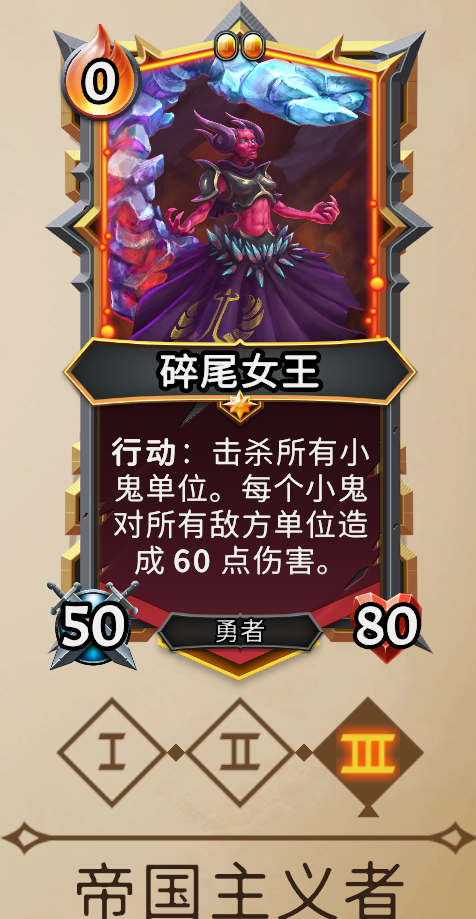 0
碎尾女王
行动：击杀所有小
鬼单位。每个小鬼
对所有敌方单位造
成 60 点伤害。
50
勇者
80
I
II
III
帝国主义者